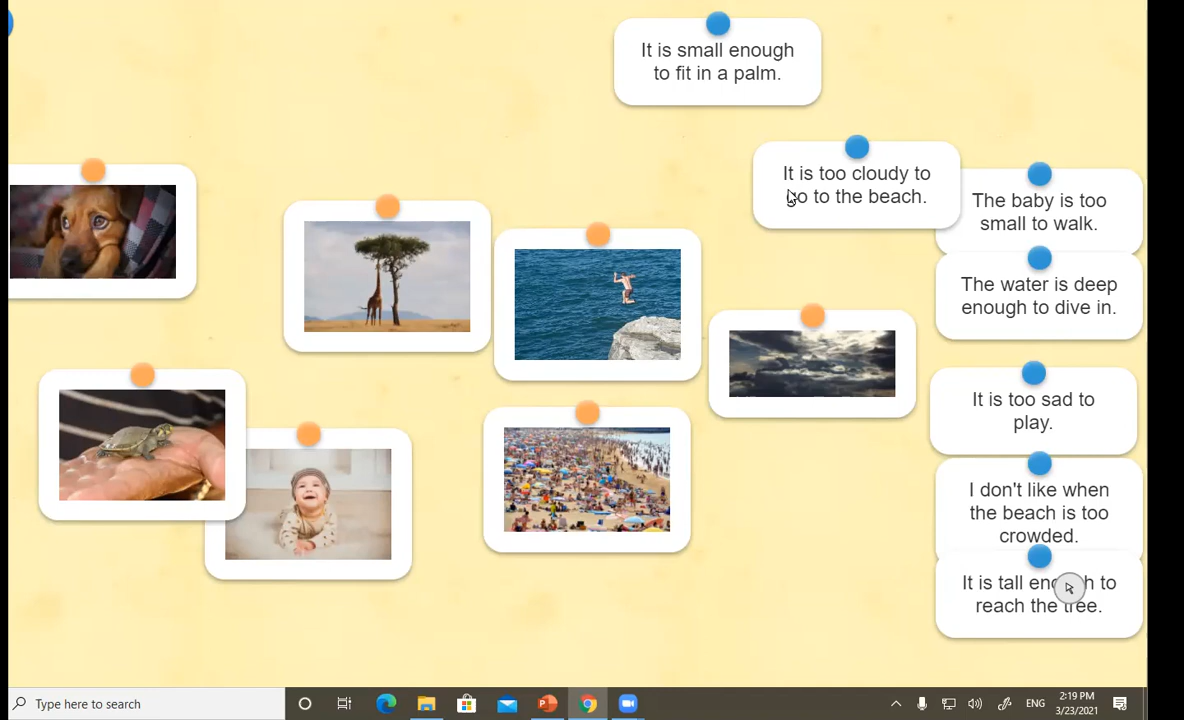 It is small enough
to fit in a palm.
It is too cloudy to
to the beach.
The baby is too
small to walk.
The water is deep
enough to dive in.
It is too sad to
play.
I don't like when
the beach is too
crowded.
It is tall enough to
reach the tree.
Type here to search
ENG
2:19 PM
3/23/2021